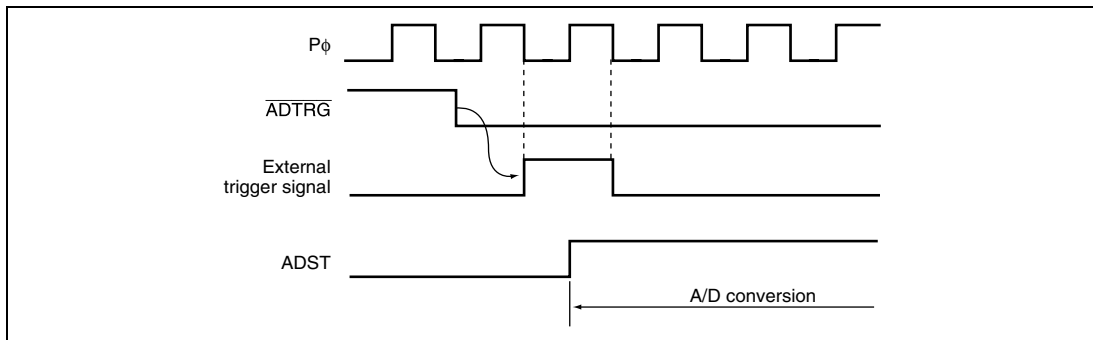 Pϕ
ADTRG
External
trigger signal
ADST
A/D conversion